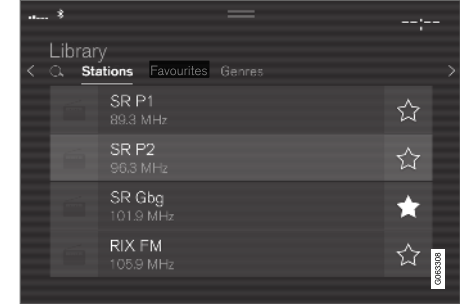 --:--
Library
Stations Favourites Genres
SR P1
89.3 MHz
SR P2
96.3 MHz
SR Gbg
101.9 MHz
RIX FM
105.9 MHz
G063308